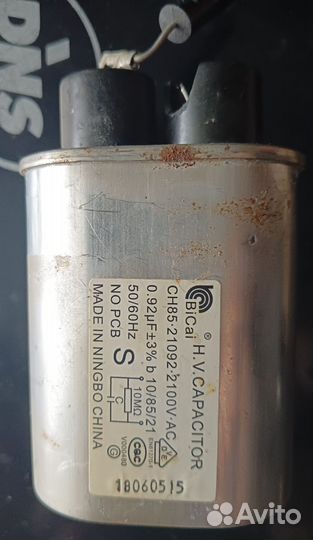 DNS
BiCai ® H.V.CAPACITOR
CH85-21092-2100V·AC
0.92μF±3% b 10/85/21
50/60Hz
NO PCB
S
10MΩ
C
MADE IN NINGBO CHINA
CQC
18060515
Avito